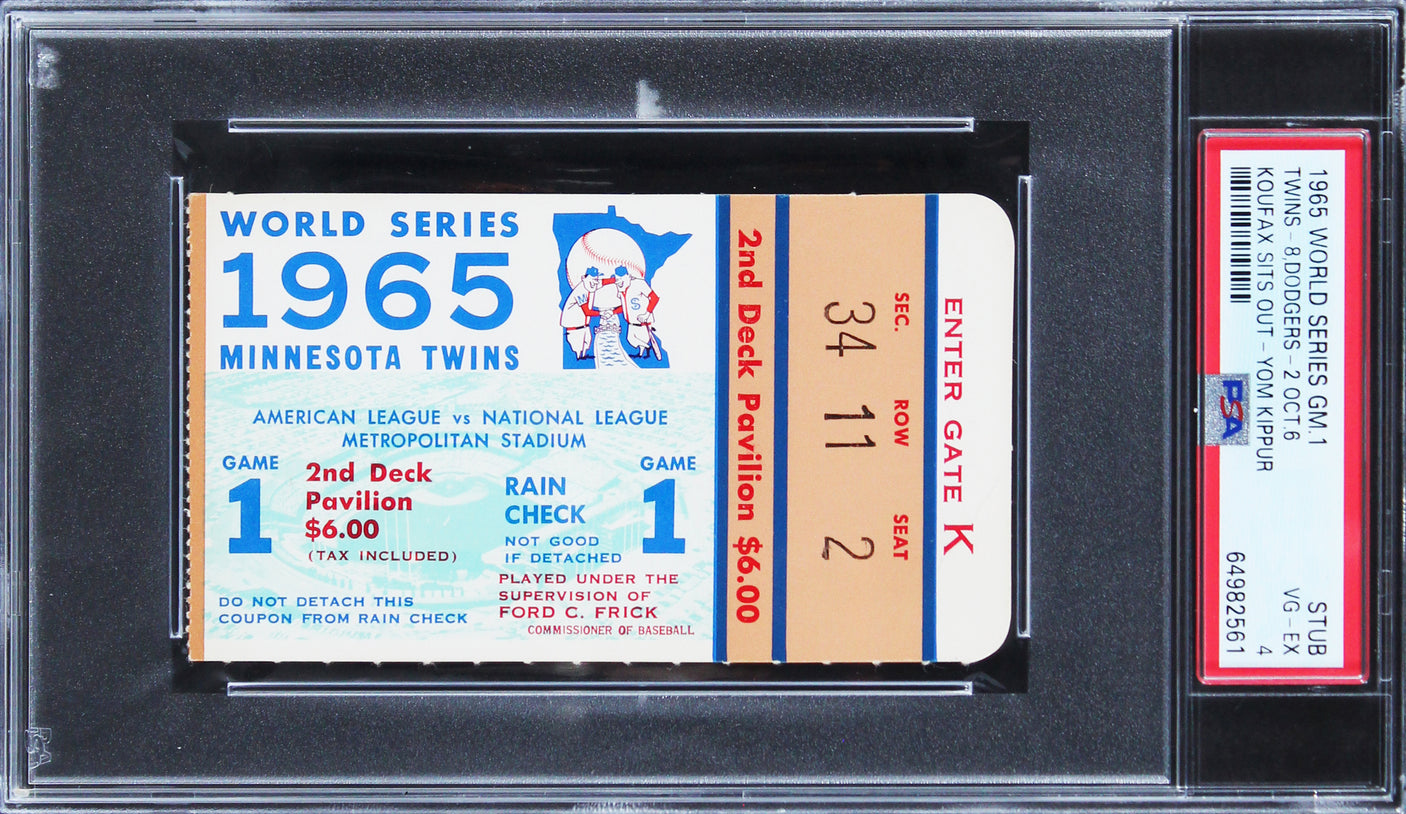 WORLD SERIES
1965
MINNESOTA TWINS
AMERICAN LEAGUE vs NATIONAL LEAGUE
METROPOLITAN STADIUM
GAME
1
2nd Deck
Pavilion
$6.00
(TAX INCLUDED)
RAIN
CHECK
NOT GOOD
IF DETACHED
GAME
1
DO NOT DETACH THIS
COUPON FROM RAIN CHECK
PLAYED UNDER THE
SUPERVISION OF
FORD C. FRICK
COMMISSIONER OF BASEBALL
2nd Deck Pavilion $6.00
SEC. ROW SEAT
34 11 2
ENTER GATE K
1965 WORLD SERIES GM.1 STUB
TWINS - 8,DODGERS - 2 OCT.6 VG - EX
KOUFAX SITS OUT - YOM KIPPUR 4
64982561
PSA
M
S
PSA